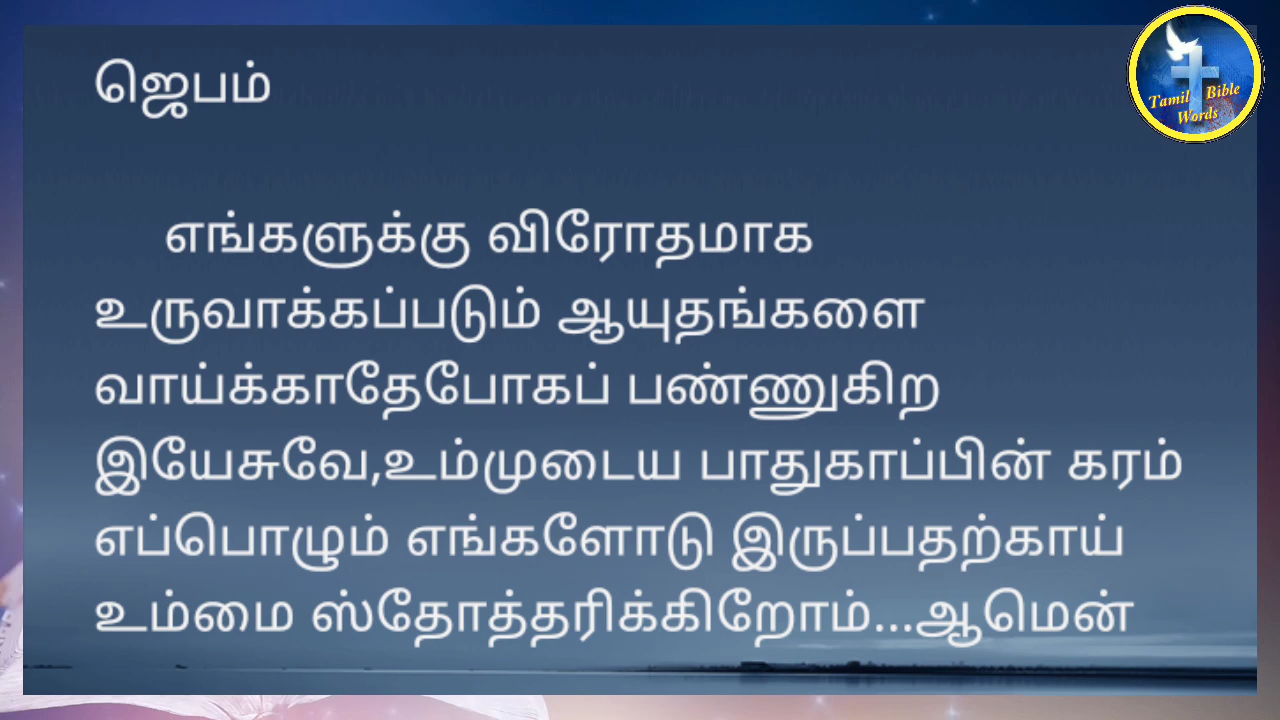 ஜெபம்
Tamil Bible
Words
எங்களுக்கு விரோதமாக
உருவாக்கப்படும் ஆயுதங்களை
வாய்க்காதேபோகப் பண்ணுகிற
இயேசுவே,உம்முடைய பாதுகாப்பின் கரம்
எப்பொழும் எங்களோடு இருப்பதற்காய்
உம்மை ஸ்தோத்தரிக்கிறோம்...ஆமென்